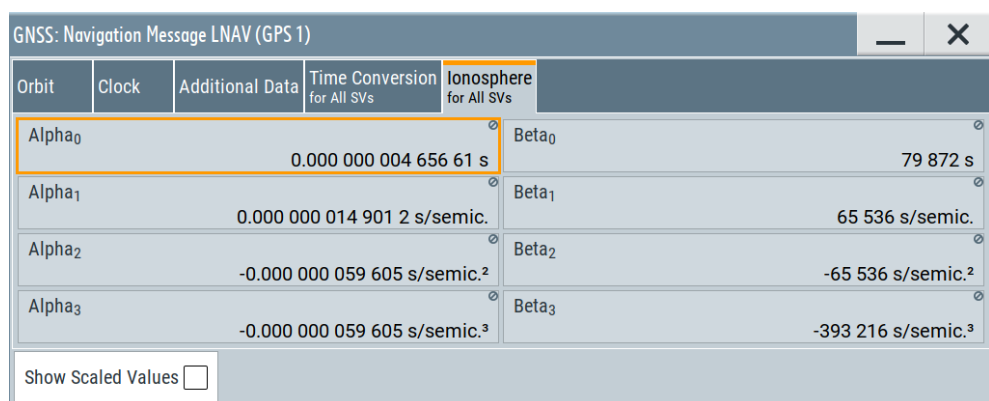 GNSS: Navigation Message LNAV (GPS 1)
Orbit Clock Additional Data Time Conversion for All SVs Ionosphere for All SVs
Alpha₀ 0.000 000 004 656 61 s Beta₀ 79 872 s
Alpha₁ 0.000 000 014 901 2 s/semic. Beta₁ 65 536 s/semic.
Alpha₂ -0.000 000 059 605 s/semic.² Beta₂ -65 536 s/semic.²
Alpha₃ -0.000 000 059 605 s/semic.³ Beta₃ -393 216 s/semic.³
Show Scaled Values